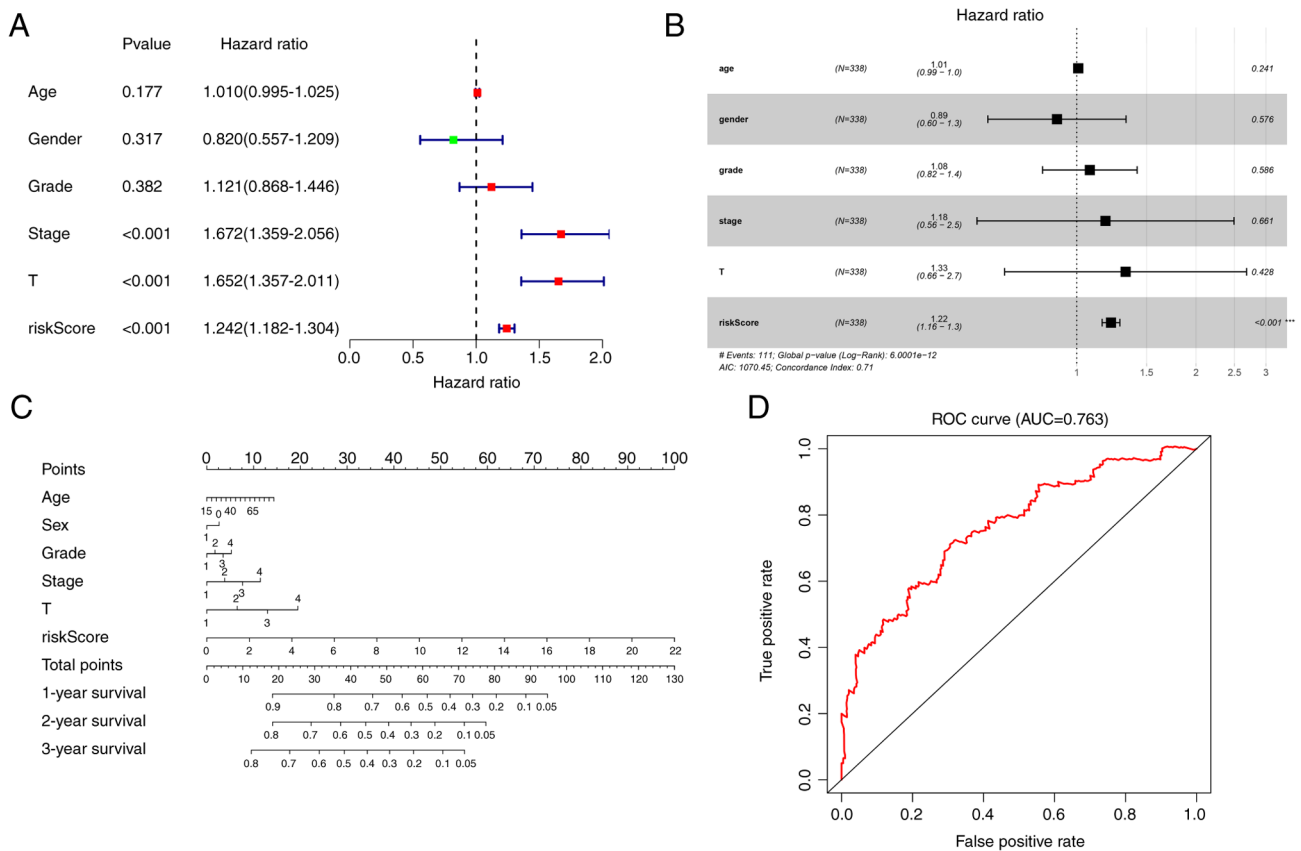 A
Pvalue Hazard ratio
Age 0.177 1.010(0.995-1.025)
Gender 0.317 0.820(0.557-1.209)
Grade 0.382 1.121(0.868-1.446)
Stage <0.001 1.672(1.359-2.056)
T <0.001 1.652(1.357-2.011)
riskScore <0.001 1.242(1.182-1.304)
0.0 1.0 1.5 2.0
Hazard ratio
B
Hazard ratio
age (N=338) 1.01 (0.99 − 1.0) 0.241
gender (N=338) 0.89 (0.60 − 1.3) 0.576
grade (N=338) 1.08 (0.82 − 1.4) 0.586
stage (N=338) 1.18 (0.56 − 2.5) 0.661
T (N=338) 1.33 (0.66 − 2.7) 0.428
riskScore (N=338) 1.22 (1.16 − 1.3) <0.001 ***
# Events: 111; Global p−value (Log−Rank): 6.0001e−12
AIC: 1070.45; Concordance Index: 0.71
1 1.5 2 2.5 3
C
Points 0 10 20 30 40 50 60 70 80 90 100
Age 15 40 65
Sex 1 0
Grade 1 2 3 4
Stage 1 2 3 4
T 1 2 3 4
riskScore 0 2 4 6 8 10 12 14 16 18 20 22
Total points 0 10 20 30 40 50 60 70 80 90 100 110 120 130
1-year survival 0.9 0.8 0.7 0.6 0.5 0.4 0.3 0.2 0.1 0.05
2-year survival 0.8 0.7 0.6 0.5 0.4 0.3 0.2 0.1 0.05
3-year survival 0.8 0.7 0.6 0.5 0.4 0.3 0.2 0.1 0.05
D
ROC curve (AUC=0.763)
True positive rate
1.0
0.8
0.6
0.4
0.2
0.0
0.0 0.2 0.4 0.6 0.8 1.0
False positive rate